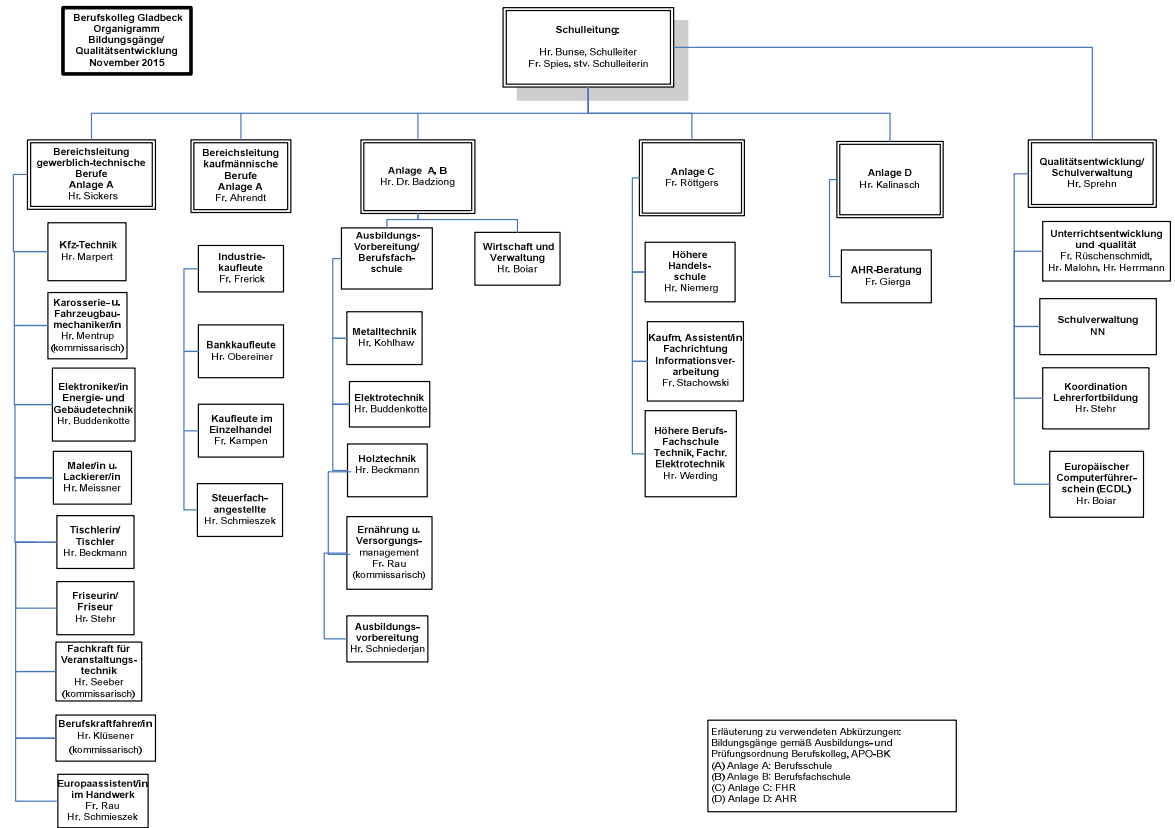 Berufskolleg Gladbeck
Organigramm
Bildungsgänge/
Qualitätsentwicklung
November 2015
Schulleitung:
Hr. Bunse, Schulleiter
Fr. Spies, stv. Schulleiterin
Bereichsleitung
gewerblich-technische
Berufe
Anlage A
Hr. Sickers
Kfz-Technik
Hr. Marpert
Karosserie- u.
Fahrzeugbau-
mechaniker/in
Hr. Mentrup
(kommissarisch)
Elektroniker/in
Energie- und
Gebäudetechnik
Hr. Buddenkotte
Maler/in u.
Lackierer/in
Hr. Meissner
Tischlerin/
Tischler
Hr. Beckmann
Friseurin/
Friseur
Hr. Stehr
Fachkraft für
Veranstaltungs-
technik
Hr. Seeber
(kommissarisch)
Berufskraftfahrer/in
Hr. Klüsener
(kommissarisch)
Europaassistent/in
im Handwerk
Fr. Rau
Hr. Schmieszek
Bereichsleitung
kaufmännische
Berufe
Anlage A
Fr. Ahrendt
Industrie-
kaufleute
Fr. Frerick
Bankkaufleute
Hr. Obereiner
Kaufleute im
Einzelhandel
Fr. Kampen
Steuerfach-
angestellte
Hr. Schmieszek
Anlage A, B
Hr. Dr. Badziong
Ausbildungs-
Vorbereitung/
Berufsfach-
schule
Wirtschaft und
Verwaltung
Hr. Boiar
Metalltechnik
Hr. Kohlhaw
Elektrotechnik
Hr. Buddenkotte
Holztechnik
Hr. Beckmann
Ernährung u.
Versorgungs-
management
Fr. Rau
(kommissarisch)
Ausbildungs-
vorbereitung
Hr. Schniederjan
Anlage C
Fr. Röttgers
Höhere
Handels-
schule
Hr. Niemerg
Kaufm. Assistent/in
Fachrichtung
Informationsver-
arbeitung
Fr. Stachowski
Höhere Berufs-
Fachschule
Technik, Fachr.
Elektrotechnik
Hr. Werding
Anlage D
Hr. Kalinasch
AHR-Beratung
Fr. Gierga
Qualitätsentwicklung/
Schulverwaltung
Hr. Sprehn
Unterrichtsentwicklung
und -qualität
Fr. Rüschenschmidt,
Hr. Malohn, Hr. Herrmann
Schulverwaltung
NN
Koordination
Lehrerfortbildung
Hr. Stehr
Europäischer
Computerführer-
schein (ECDL)
Hr. Boiar
Erläuterung zu verwendeten Abkürzungen:
Bildungsgänge gemäß Ausbildungs- und
Prüfungsordnung Berufskolleg, APO-BK
(A) Anlage A: Berufsschule
(B) Anlage B: Berufsfachschule
(C) Anlage C: FHR
(D) Anlage D: AHR